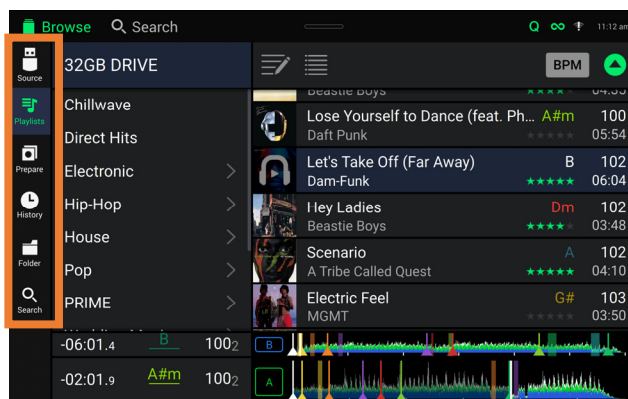 Browse Search Q 11:12 am
Source
Playlists
Prepare
History
Folder
Search
32GB DRIVE
Chillwave
Direct Hits
Electronic
Hip-Hop
House
Pop
PRIME
BPM
Beastie Boys 04:35
Lose Yourself to Dance (feat. Ph... A#m 100
Daft Punk 05:54
Let's Take Off (Far Away) B 102
Dam-Funk 06:04
Hey Ladies Dm 102
Beastie Boys 03:48
Scenario A 102
A Tribe Called Quest 04:10
Electric Feel G# 103
MGMT 03:50
-06:01.4 B 1002 B
-02:01.9 A#m 1002 A